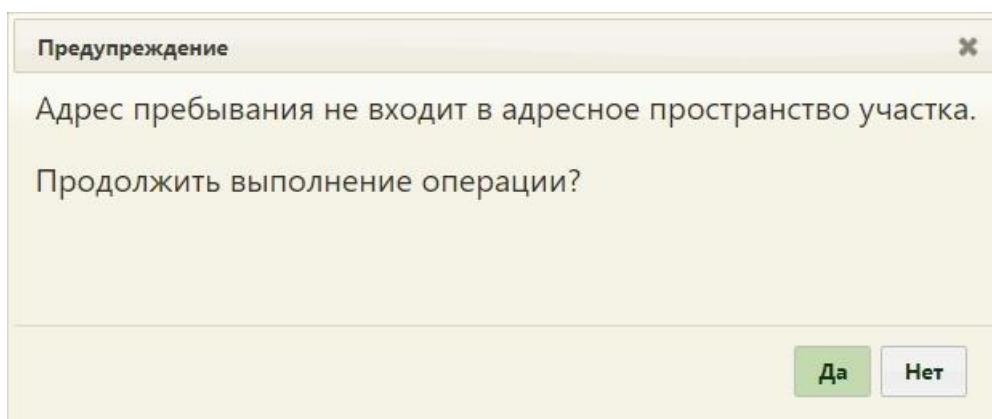 Предупреждение
Адрес пребывания не входит в адресное пространство участка.
Продолжить выполнение операции?
Да Нет